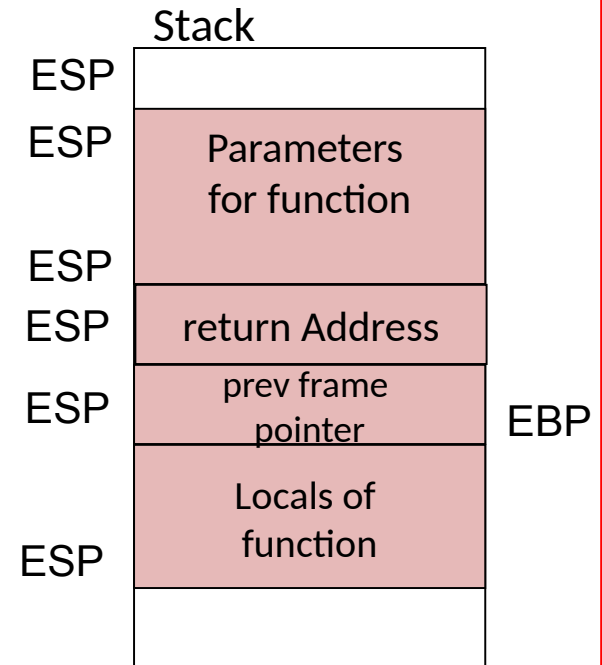 Stack
ESP
ESP
Parameters
for function
ESP
ESP
return Address
prev frame
ESP
EBP
pointer
Locals of
function
ESP